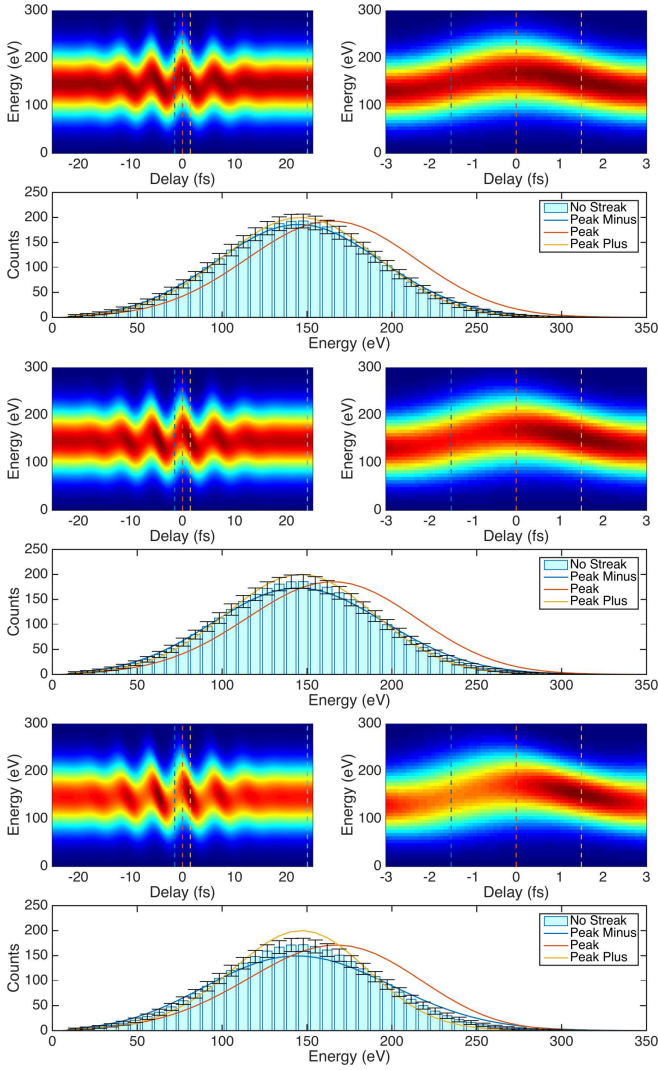 300
200
100
0
Energy (eV)
-20 -10 0 10 20
Delay (fs)
300
200
100
0
Energy (eV)
-3 -2 -1 0 1 2 3
Delay (fs)
250
200
150
100
50
0
Counts
No Streak
Peak Minus
Peak
Peak Plus
0 50 100 150 200 250 300 350
Energy (eV)
300
200
100
0
Energy (eV)
-20 -10 0 10 20
Delay (fs)
300
200
100
0
Energy (eV)
-3 -2 -1 0 1 2 3
Delay (fs)
250
200
150
100
50
0
Counts
No Streak
Peak Minus
Peak
Peak Plus
0 50 100 150 200 250 300 350
Energy (eV)
300
200
100
0
Energy (eV)
-20 -10 0 10 20
Delay (fs)
300
200
100
0
Energy (eV)
-3 -2 -1 0 1 2 3
Delay (fs)
250
200
150
100
50
0
Counts
No Streak
Peak Minus
Peak
Peak Plus
0 50 100 150 200 250 300 350
Energy (eV)